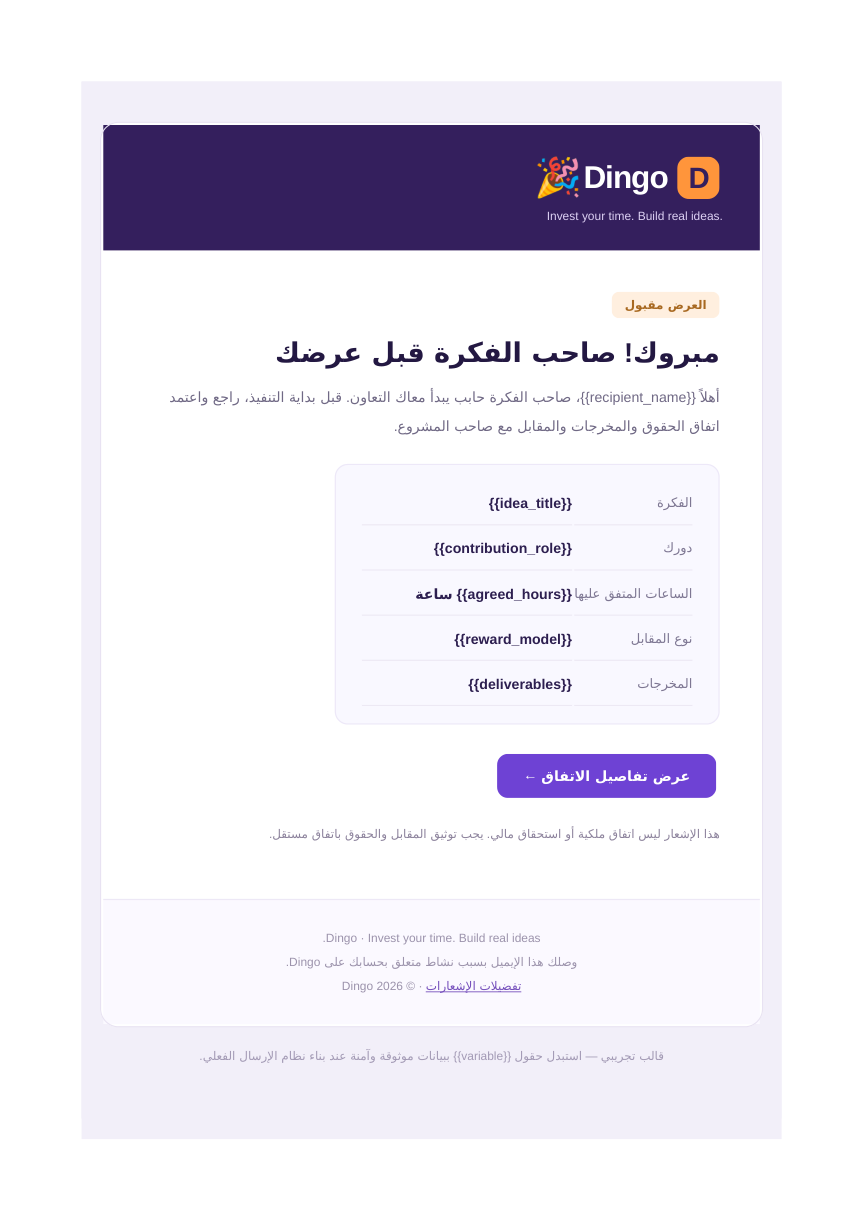 D Dingo 🎉
Invest your time. Build real ideas.
العرض مقبول
مبروك! صاحب الفكرة قبل عرضك
أهلاً {{recipient_name}}، صاحب الفكرة حابب يبدأ معاك التعاون. قبل بداية التنفيذ، راجع واعتمد
اتفاق الحقوق والمخرجات والمقابل مع صاحب المشروع.
الفكرة {{idea_title}}
دورك {{contribution_role}}
الساعات المتفق عليها {{agreed_hours}} ساعة
نوع المقابل {{reward_model}}
المخرجات {{deliverables}}
عرض تفاصيل الاتفاق ←
هذا الإشعار ليس اتفاق ملكية أو استحقاق مالي. يجب توثيق المقابل والحقوق باتفاق مستقل.
Dingo · Invest your time. Build real ideas.
وصلك هذا الإيميل بسبب نشاط متعلق بحسابك على Dingo.
تفضيلات الإشعارات · © 2026 Dingo
قالب تجريبي — استبدل حقول {{variable}} ببيانات موثوقة وآمنة عند بناء نظام الإرسال الفعلي.